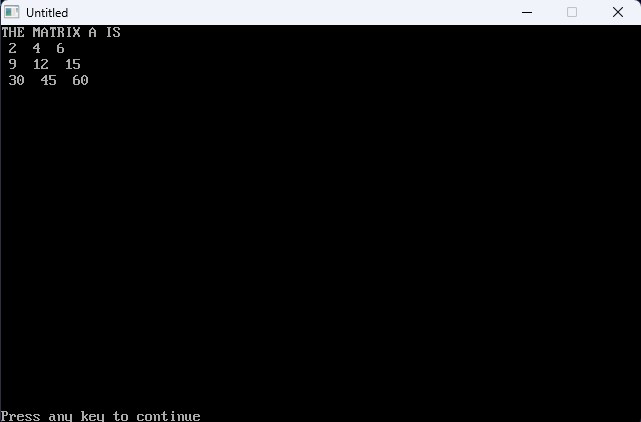 Untitled
THE MATRIX A IS
 2  4  6
 9  12  15
 30  45  60
Press any key to continue